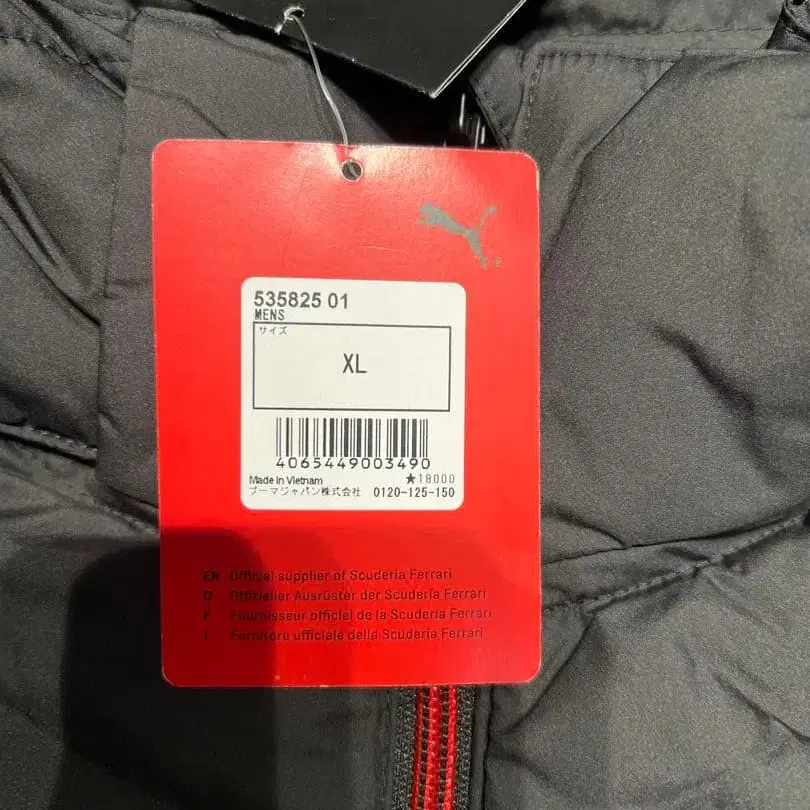 535825 01
MENS
サイズ
XL
4065449003490
Made in Vietnam ★18000
プーマジャパン株式会社 0120-125-150
EN Official supplier of Scuderia Ferrari
D Offizieller Ausrüster der Scuderia Ferrari
F Fournisseur officiel de la Scuderia Ferrari
I Fornitore ufficiale della Scuderia Ferrari